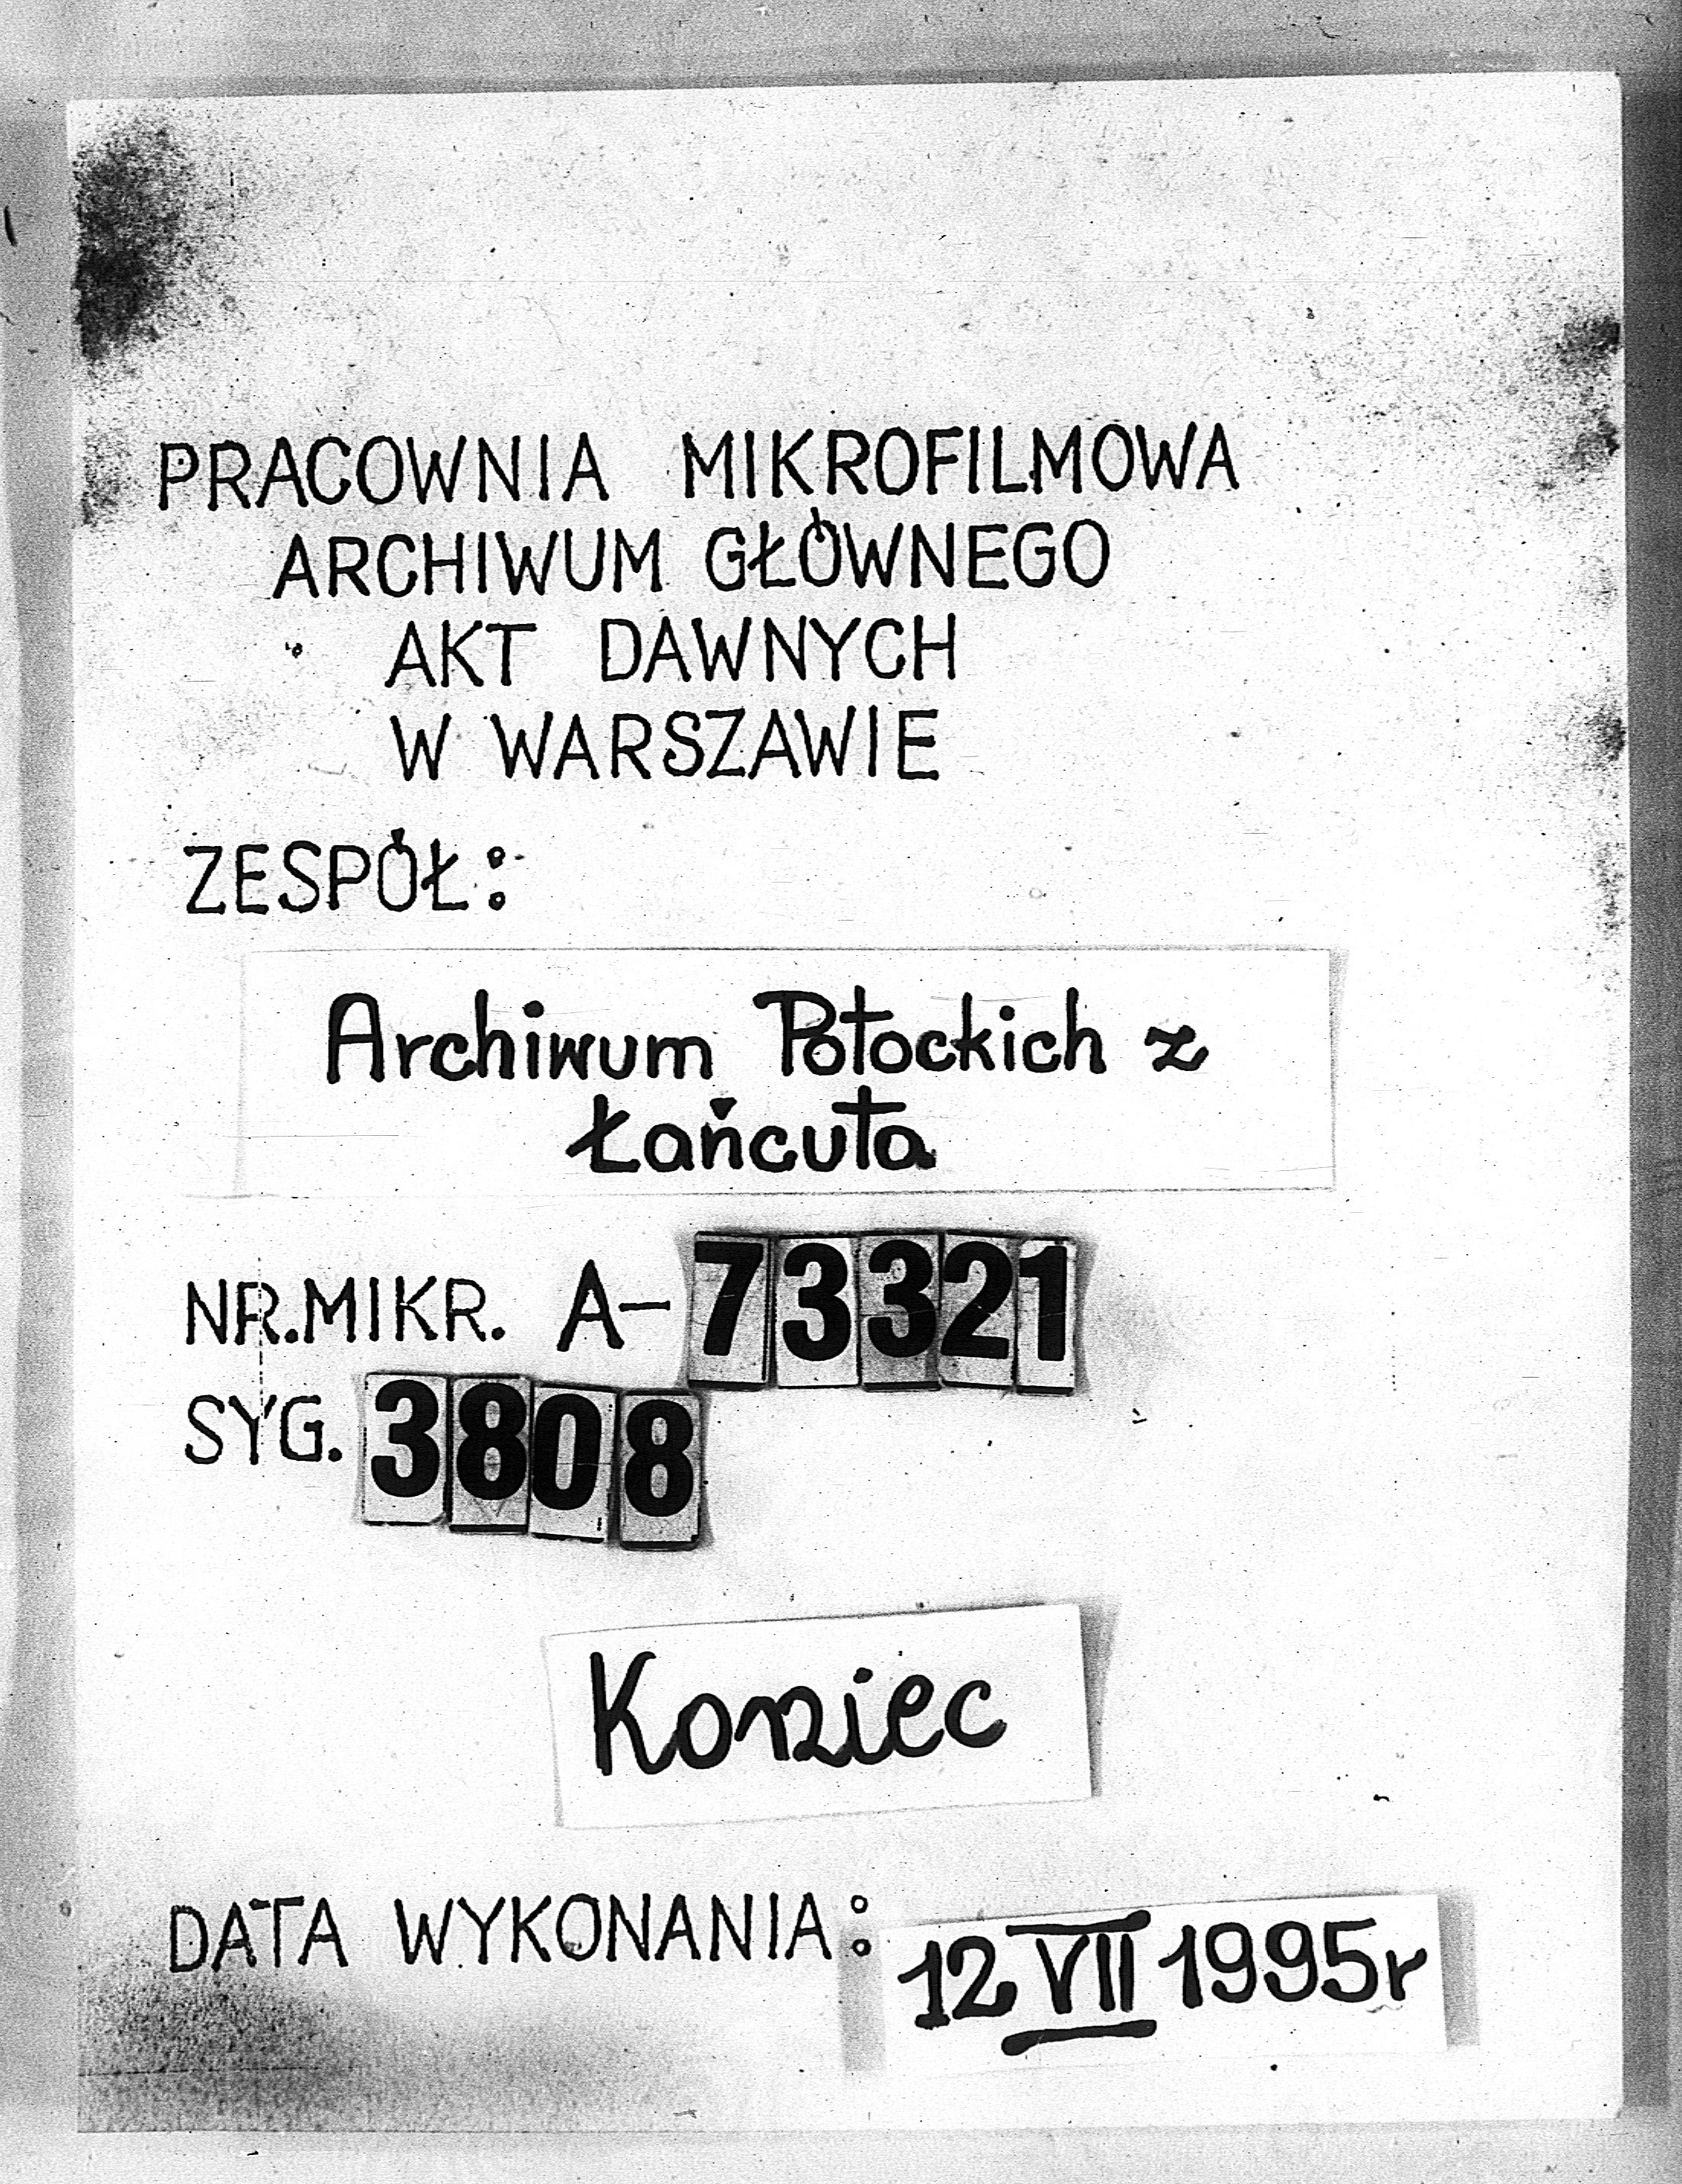 PRACOWNIA MIKROFILMOWA
ARCHIWUM GŁÓWNEGO
AKT DAWNYCH
W WARSZAWIE
ZESPÓŁ:
Archiwum Potockich z
Łańcuta
NR.MIKR. A-73321
SYG. 3808
Koniec
DATA WYKONANIA: 12 VII 1995r